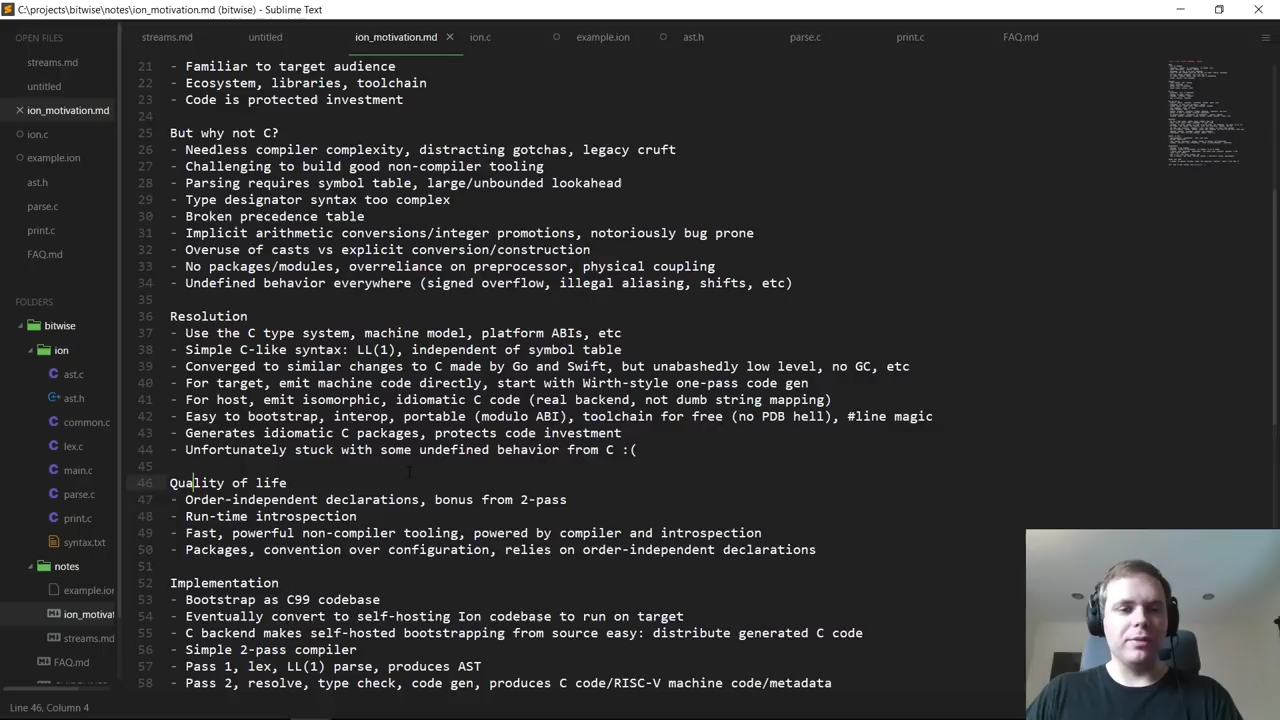 C:\projects\bitwise\notes\ion_motivation.md (bitwise) - Sublime Text
OPEN FILES
streams.md
untitled
ion_motivation.md
ion.c
example.ion
ast.h
parse.c
print.c
FAQ.md
FOLDERS
bitwise
ion
ast.c
ast.h
common.c
lex.c
main.c
parse.c
print.c
syntax.txt
notes
example.ion
ion_motivat
streams.md
FAQ.md
streams.md
untitled
ion_motivation.md
ion.c
example.ion
ast.h
parse.c
print.c
FAQ.md
21 - Familiar to target audience
22 - Ecosystem, libraries, toolchain
23 - Code is protected investment
24
25 But why not C?
26 - Needless compiler complexity, distracting gotchas, legacy cruft
27 - Challenging to build good non-compiler tooling
28 - Parsing requires symbol table, large/unbounded lookahead
29 - Type designator syntax too complex
30 - Broken precedence table
31 - Implicit arithmetic conversions/integer promotions, notoriously bug prone
32 - Overuse of casts vs explicit conversion/construction
33 - No packages/modules, overreliance on preprocessor, physical coupling
34 - Undefined behavior everywhere (signed overflow, illegal aliasing, shifts, etc)
35
36 Resolution
37 - Use the C type system, machine model, platform ABIs, etc
38 - Simple C-like syntax: LL(1), independent of symbol table
39 - Converged to similar changes to C made by Go and Swift, but unabashedly low level, no GC, etc
40 - For target, emit machine code directly, start with Wirth-style one-pass code gen
41 - For host, emit isomorphic, idiomatic C code (real backend, not dumb string mapping)
42 - Easy to bootstrap, interop, portable (modulo ABI), toolchain for free (no PDB hell), #line magic
43 - Generates idiomatic C packages, protects code investment
44 - Unfortunately stuck with some undefined behavior from C :(
45
46 Quality of life
47 - Order-independent declarations, bonus from 2-pass
48 - Run-time introspection
49 - Fast, powerful non-compiler tooling, powered by compiler and introspection
50 - Packages, convention over configuration, relies on order-independent declarations
51
52 Implementation
53 - Bootstrap as C99 codebase
54 - Eventually convert to self-hosting Ion codebase to run on target
55 - C backend makes self-hosted bootstrapping from source easy: distribute generated C code
56 - Simple 2-pass compiler
57 - Pass 1, lex, LL(1) parse, produces AST
58 - Pass 2, resolve, type check, code gen, produces C code/RISC-V machine code/metadata
Line 46, Column 4